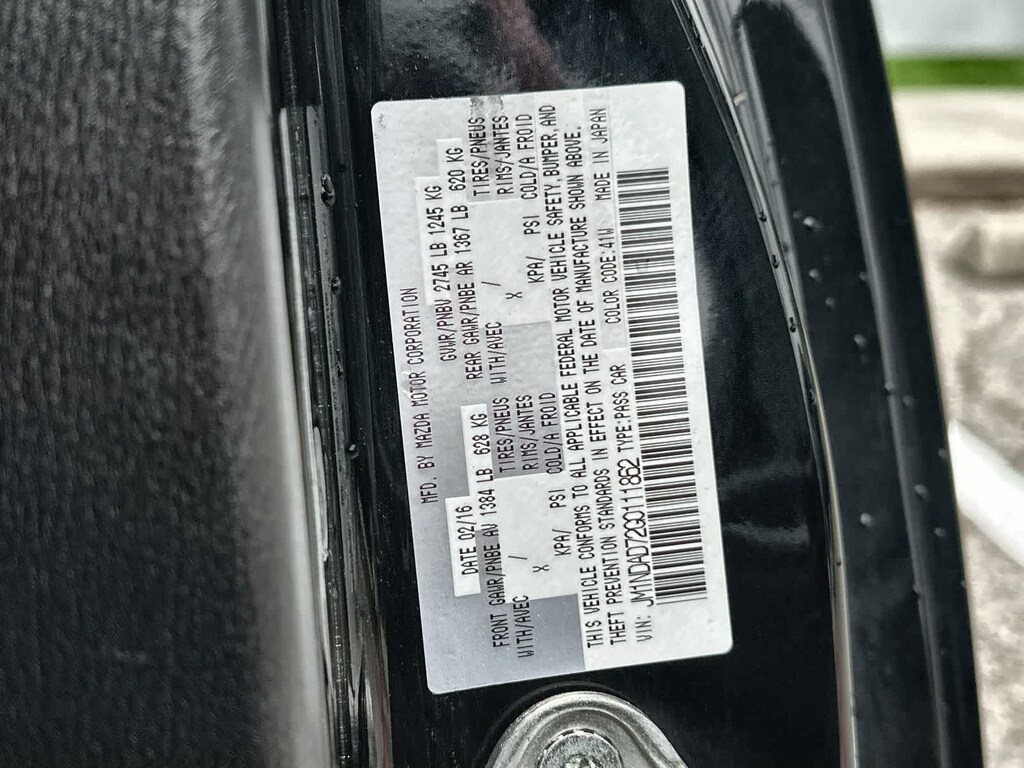 MFD. BY MAZDA MOTOR CORPORATION
DATE 02/16 GVWR/PNBV 2745 LB 1245 KG
FRONT GAWR/PNBE AV 1384 LB 628 KG REAR GAWR/PNBE AR 1367 LB 620 KG
WITH/AVEC TIRES/PNEUS WITH/AVEC TIRES/PNEUS
X / RIMS/JANTES X / RIMS/JANTES
KPA/ PSI COLD/A FROID KPA/ PSI COLD/A FROID
THIS VEHICLE CONFORMS TO ALL APPLICABLE FEDERAL MOTOR VEHICLE SAFETY, BUMPER, AND
THEFT PREVENTION STANDARDS IN EFFECT ON THE DATE OF MANUFACTURE SHOWN ABOVE.
VIN: JM1NDAD72G0111862 TYPE:PASS CAR COLOR CODE:41W MADE IN JAPAN